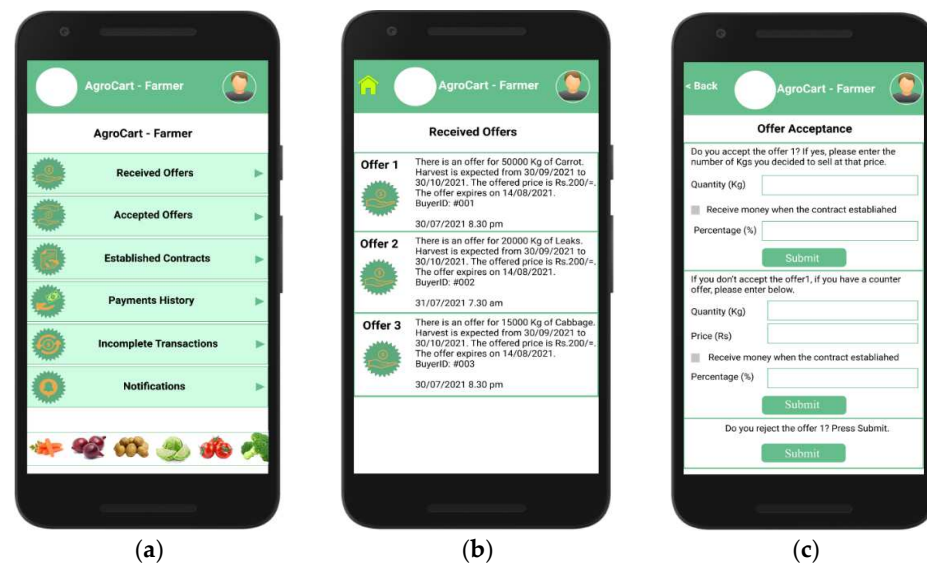 AgroCart - Farmer
AgroCart - Farmer
Received Offers
Accepted Offers
Established Contracts
Payments History
Incomplete Transactions
Notifications
(a)
AgroCart - Farmer
Received Offers
Offer 1
There is an offer for 50000 Kg of Carrot.
Harvest is expected from 30/09/2021 to
30/10/2021. The offered price is Rs.200/=.
The offer expires on 14/08/2021.
BuyerID: #001
30/07/2021 8.30 pm
Offer 2
There is an offer for 20000 Kg of Leaks.
Harvest is expected from 30/09/2021 to
30/10/2021. The offered price is Rs.200/=.
The offer expires on 14/08/2021.
BuyerID: #002
31/07/2021 7.30 am
Offer 3
There is an offer for 15000 Kg of Cabbage.
Harvest is expected from 30/09/2021 to
30/10/2021. The offered price is Rs.200/=.
The offer expires on 14/08/2021.
BuyerID: #003
30/07/2021 8.30 pm
(b)
< Back
AgroCart - Farmer
Offer Acceptance
Do you accept the offer 1? If yes, please enter the
number of Kgs you decided to sell at that price.
Quantity (Kg)
Receive money when the contract establiahed
Percentage (%)
Submit
If you don't accept the offer1, if you have a counter
offer, please enter below.
Quantity (Kg)
Price (Rs)
Receive money when the contract establiahed
Percentage (%)
Submit
Do you reject the offer 1? Press Submit.
Submit
(c)